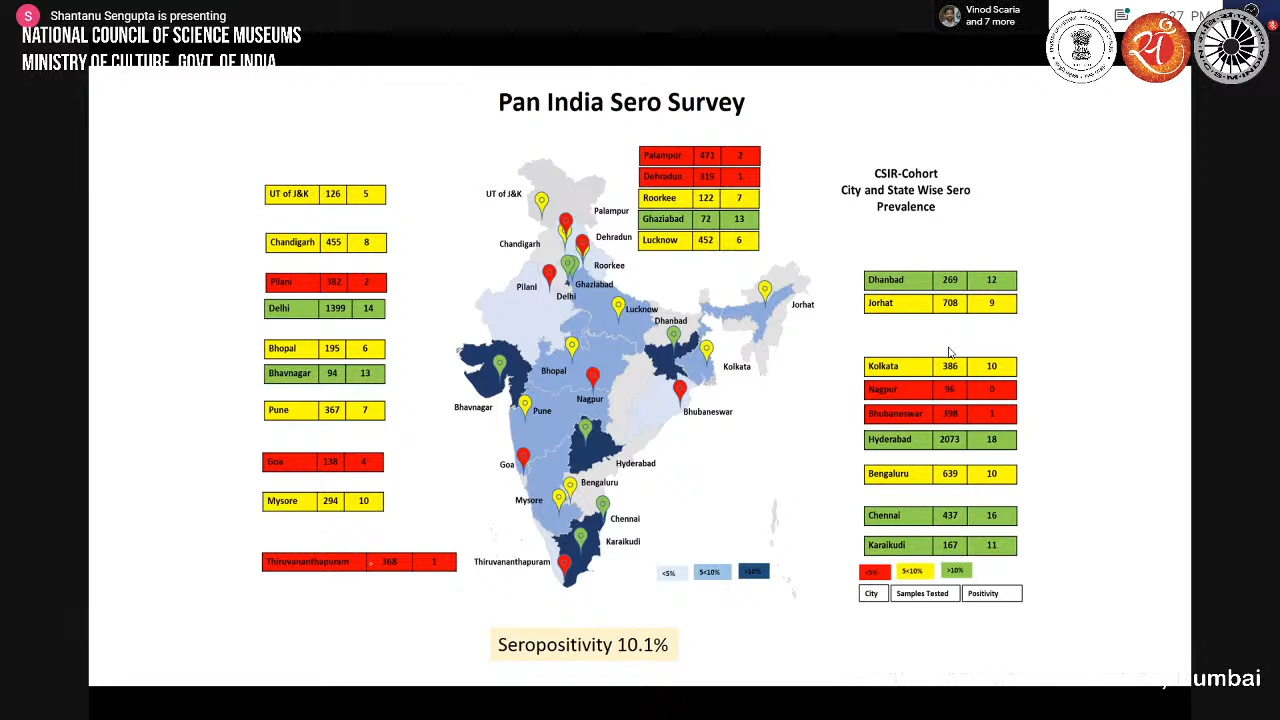 S Shantanu Sengupta is presenting
Vinod Scaria
and 7 more
27 PM
NATIONAL COUNCIL OF SCIENCE MUSEUMS
MINISTRY OF CULTURE, GOVT. OF INDIA
Pan India Sero Survey
CSIR-Cohort
City and State Wise Sero
Prevalence
UT of J&K 126 5
Chandigarh 455 8
Pilani 382 2
Delhi 1399 14
Bhopal 195 6
Bhavnagar 94 13
Pune 367 7
Goa 138 4
Mysore 294 10
Thiruvananthapuram 368 1
Palampur 471 2
Dehradun 319 1
Roorkee 122 7
Ghaziabad 72 13
Lucknow 452 6
UT of J&K
Palampur
Chandigarh
Dehradun
Roorkee
Pilani
Ghaziabad
Delhi
Lucknow
Jorhat
Dhanbad
Kolkata
Bhopal
Nagpur
Bhavnagar
Pune
Bhubaneswar
Goa
Hyderabad
Bengaluru
Mysore
Chennai
Karaikudi
Thiruvananthapuram
<5% 5<10% >10%
Dhanbad 269 12
Jorhat 708 9
Kolkata 386 10
Nagpur 96 0
Bhubaneswar 398 1
Hyderabad 2073 18
Bengaluru 639 10
Chennai 437 16
Karaikudi 167 11
<5% 5<10% >10%
City Samples Tested Positivity
Seropositivity 10.1%